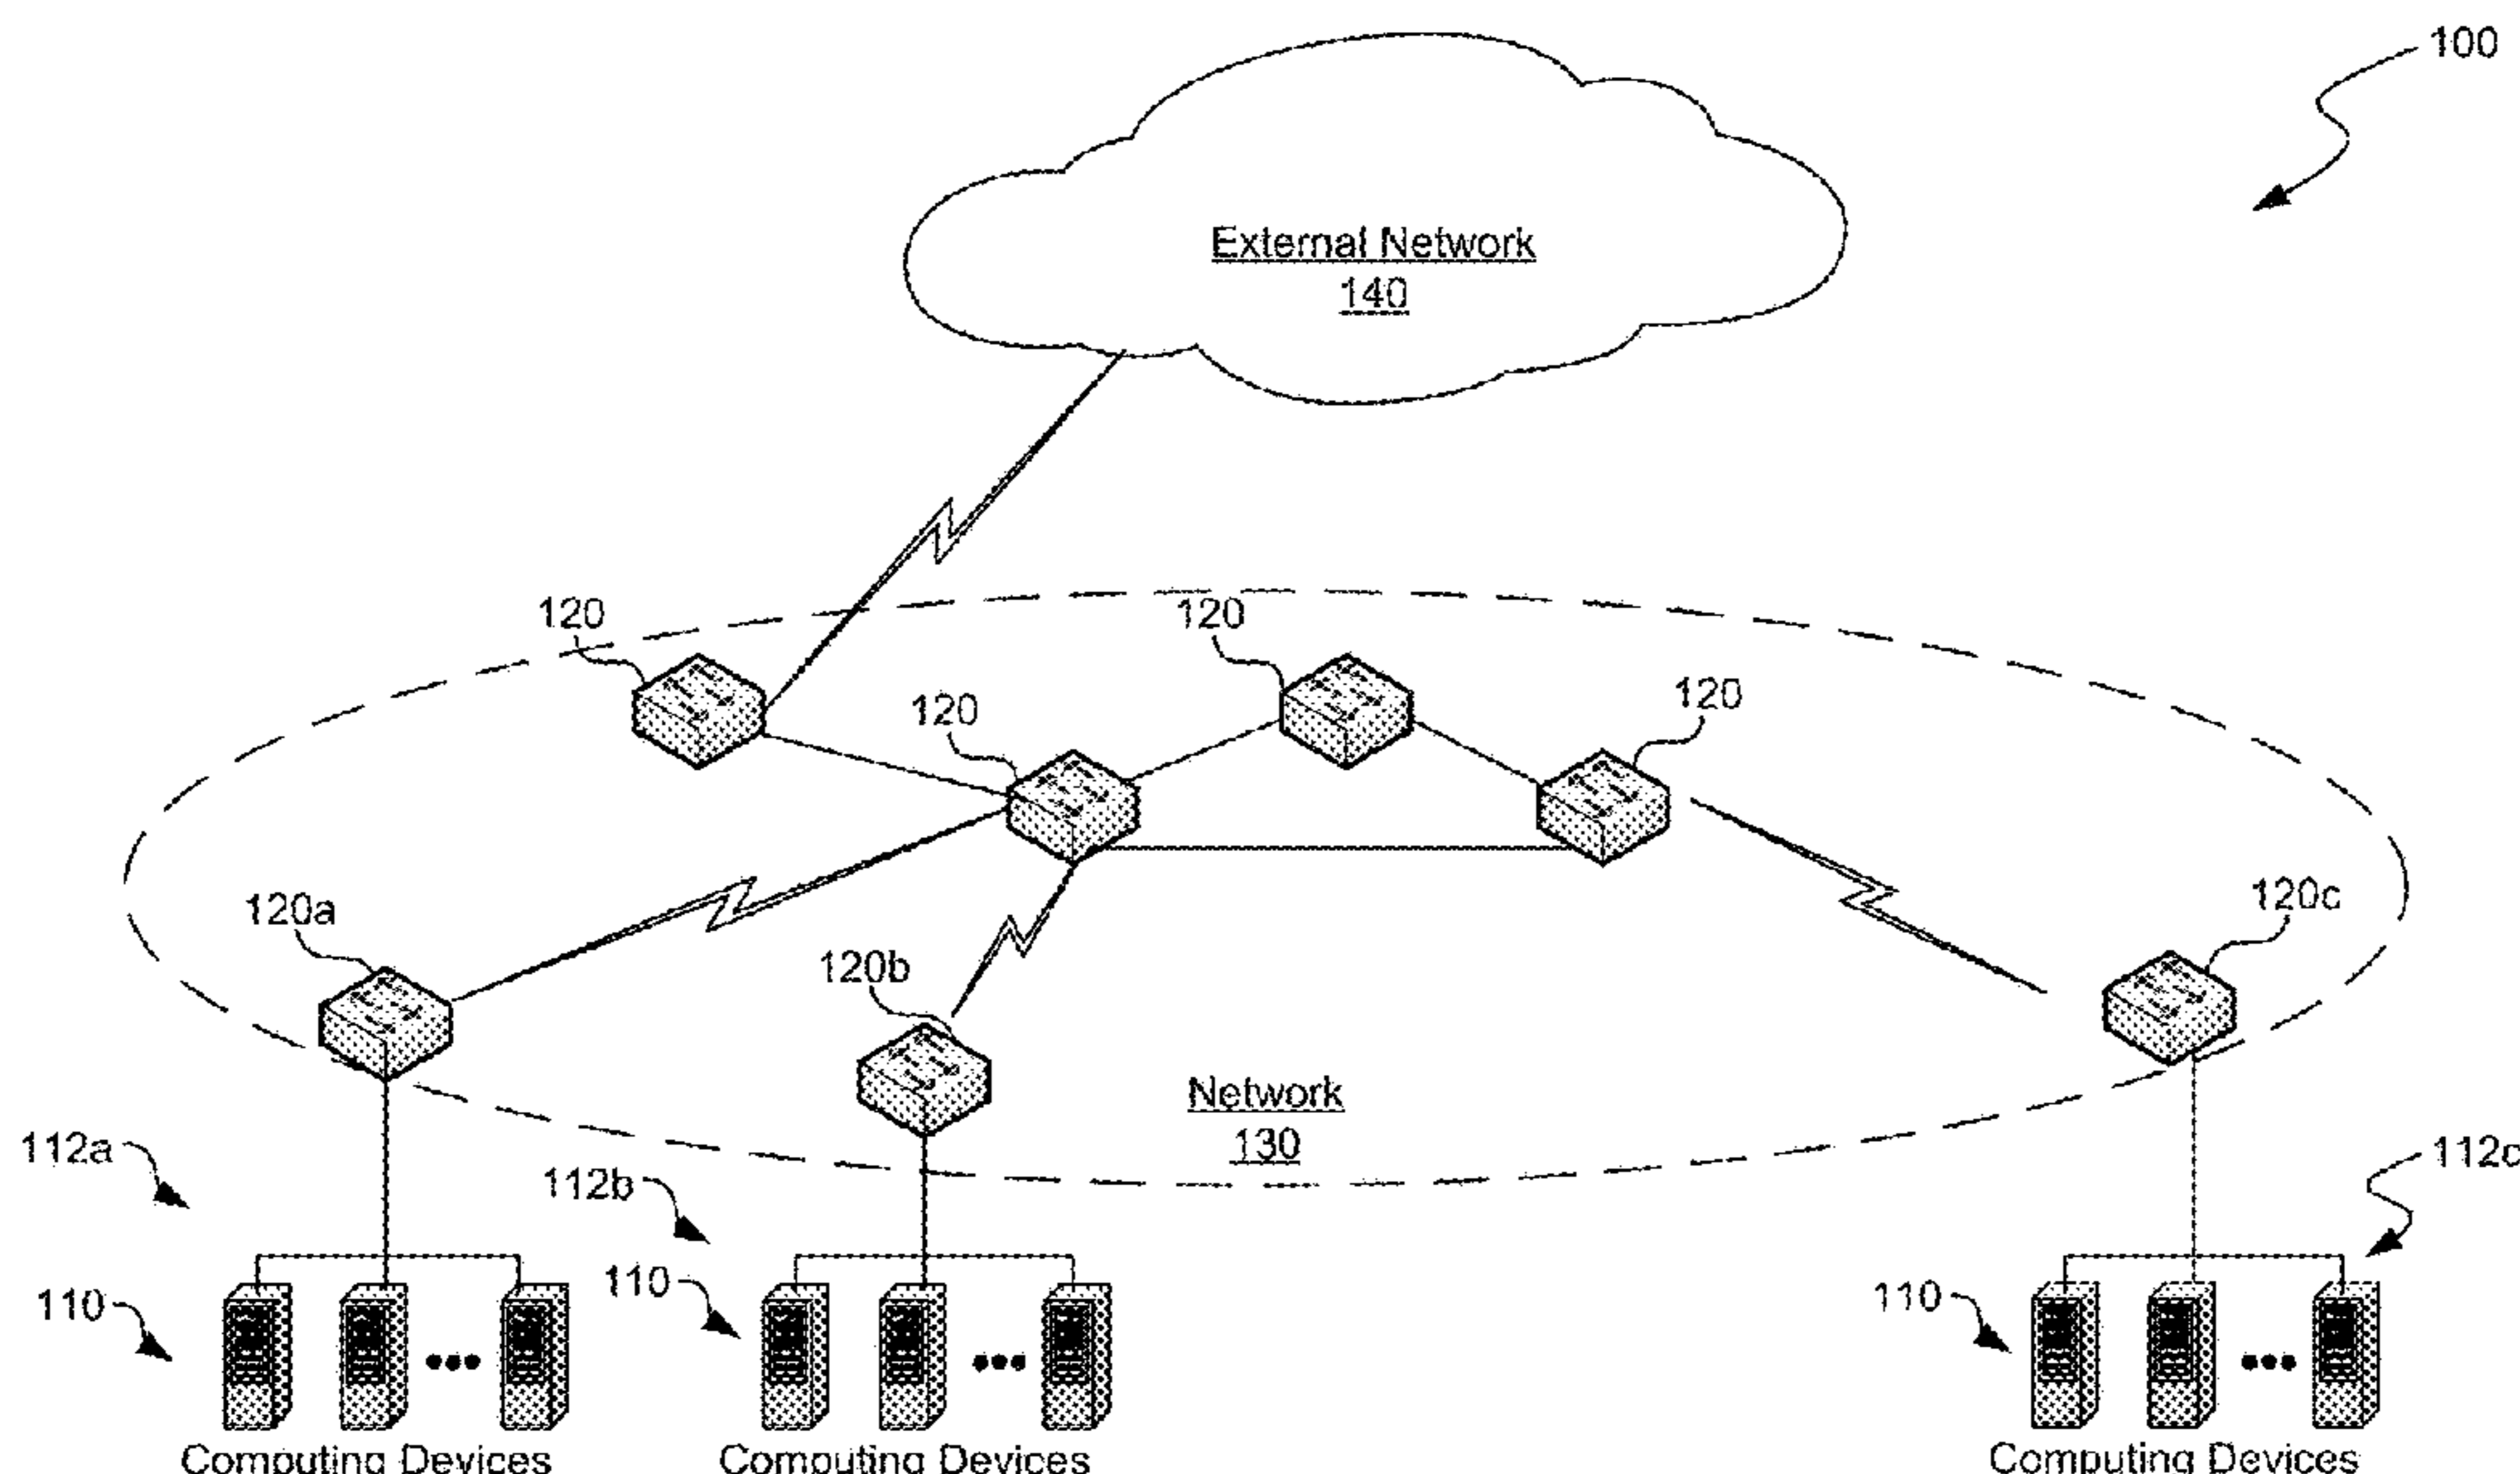 100
External Network
140
120
120
120
120
120a
120b
120c
Network
130
112a
112b
112c
110
110
110
Computing Devices
Computing Devices
Computing Devices